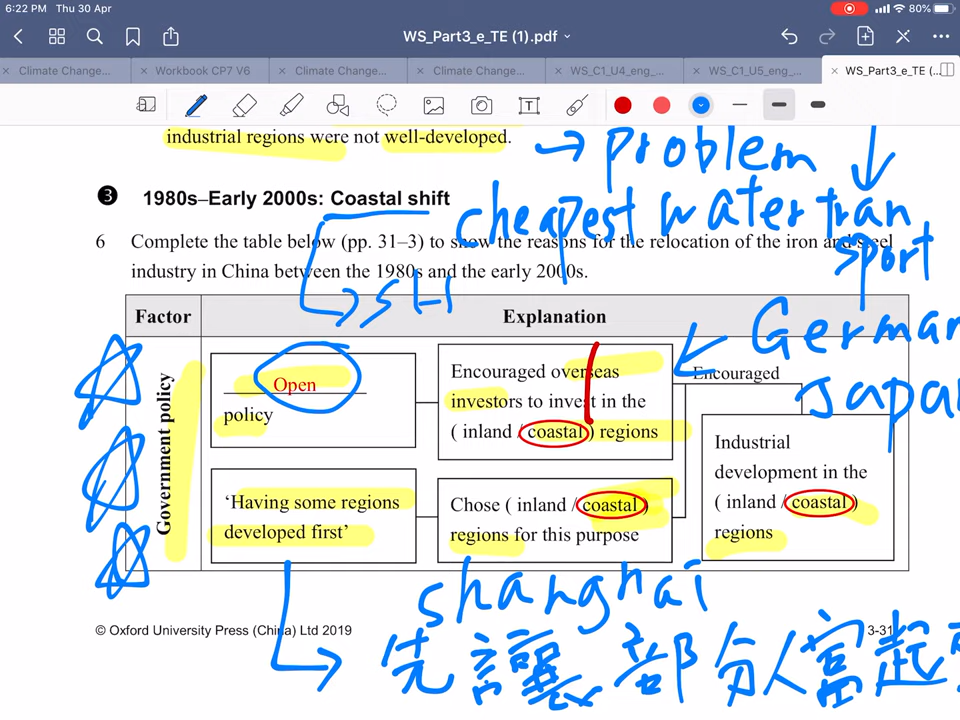 6:22 PM Thu 30 Apr
80%
WS_Part3_e_TE (1).pdf
Climate Change...
Workbook CP7 V6
Climate Change...
Climate Change...
WS_C1_U4_eng_...
WS_C1_U5_eng_...
WS_Part3_e_TE (...
industrial regions were not well-developed.
→ problem
cheapest water tran
sport
3 1980s–Early 2000s: Coastal shift
6 Complete the table below (pp. 31–3) to show the reasons for the relocation of the iron and steel
industry in China between the 1980s and the early 2000s.
Factor
Explanation
German
Japan
Government policy
Open
policy
Encouraged overseas
investors to invest in the
( inland / coastal ) regions
Encouraged
'Having some regions
developed first'
Chose ( inland / coastal )
regions for this purpose
Industrial
development in the
( inland / coastal )
regions
shanghai
先讓部分人富起
© Oxford University Press (China) Ltd 2019
3-31